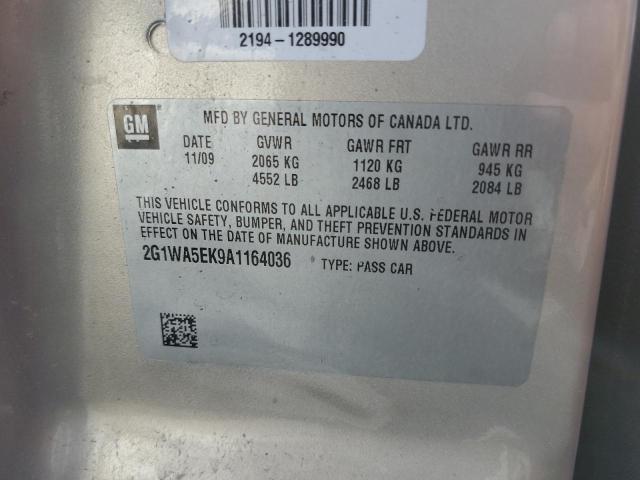 2194-1289990
GM
MFD BY GENERAL MOTORS OF CANADA LTD.
DATE GVWR GAWR FRT GAWR RR
11/09 2065 KG 1120 KG 945 KG
4552 LB 2468 LB 2084 LB
THIS VEHICLE CONFORMS TO ALL APPLICABLE U.S. FEDERAL MOTOR
VEHICLE SAFETY, BUMPER, AND THEFT PREVENTION STANDARDS IN
EFFECT ON THE DATE OF MANUFACTURE SHOWN ABOVE.
2G1WA5EK9A1164036 TYPE: PASS CAR